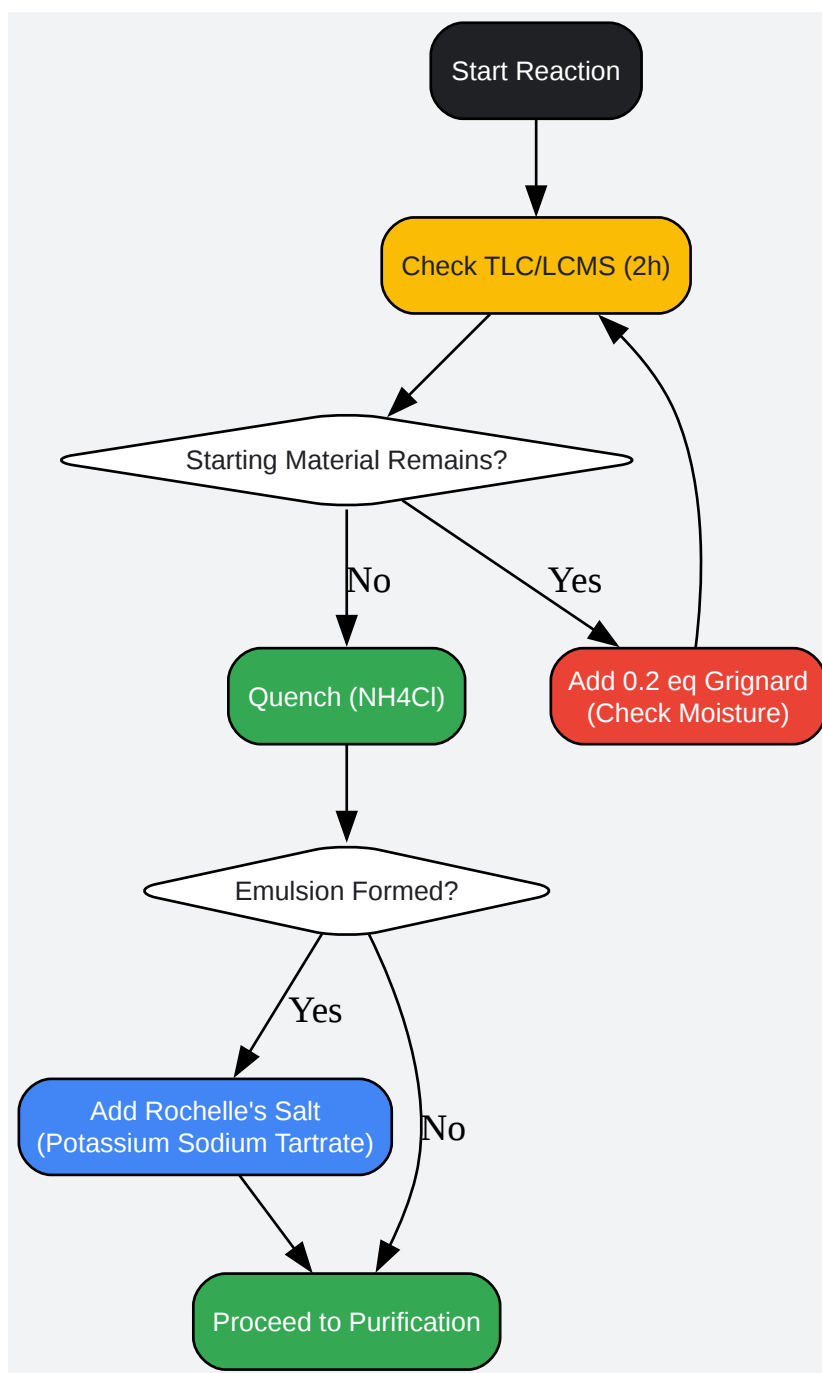 Start Reaction
Check TLC/LCMS (2h)
Starting Material Remains?
No
Yes
Quench (NH4Cl)
Add 0.2 eq Grignard
(Check Moisture)
Emulsion Formed?
Yes
Add Rochelle's Salt
(Potassium Sodium Tartrate)
No
Proceed to Purification